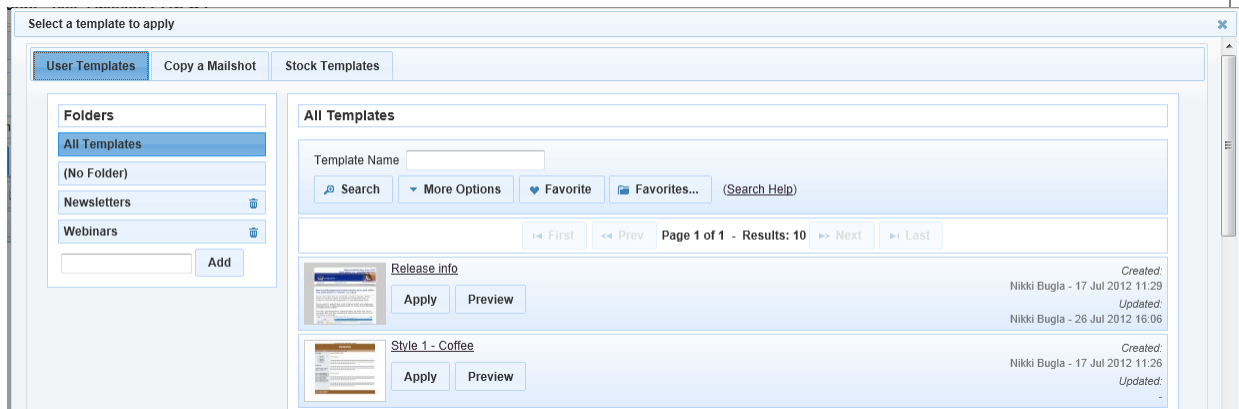 Select a template to apply
User Templates Copy a Mailshot Stock Templates
Folders
All Templates
(No Folder)
Newsletters
Webinars
Add
All Templates
Template Name
Search More Options Favorite Favorites... (Search Help)
First Prev Page 1 of 1 - Results: 10 Next Last
Release info
Apply Preview
Created:
Nikki Bugla - 17 Jul 2012 11:29
Updated:
Nikki Bugla - 26 Jul 2012 16:06
Style 1 - Coffee
Apply Preview
Created:
Nikki Bugla - 17 Jul 2012 11:26
Updated:
-